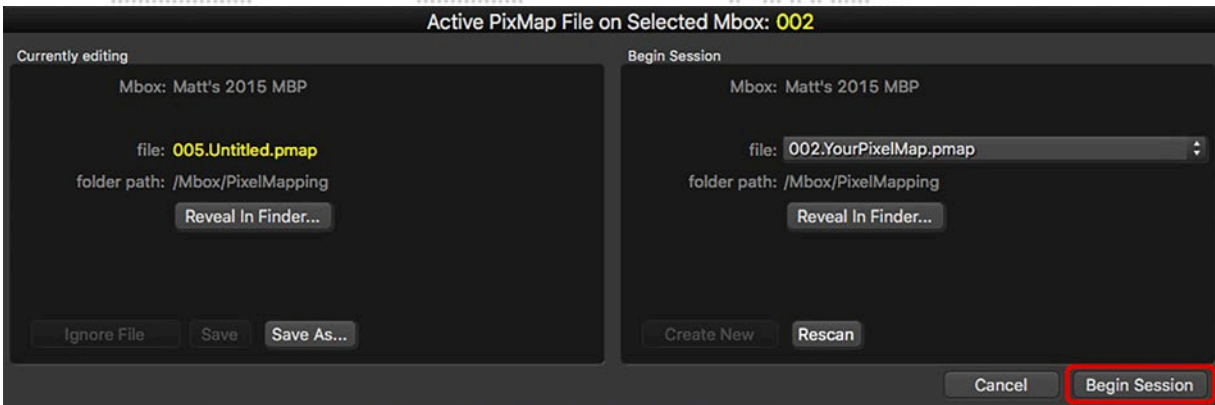 Active PixMap File on Selected Mbox: 002
Currently editing
Mbox: Matt's 2015 MBP
file: 005.Untitled.pmap
folder path: /Mbox/PixelMapping
Reveal In Finder...
Ignore File Save Save As...
Begin Session
Mbox: Matt's 2015 MBP
file: 002.YourPixelMap.pmap
folder path: /Mbox/PixelMapping
Reveal In Finder...
Create New Rescan
Cancel Begin Session